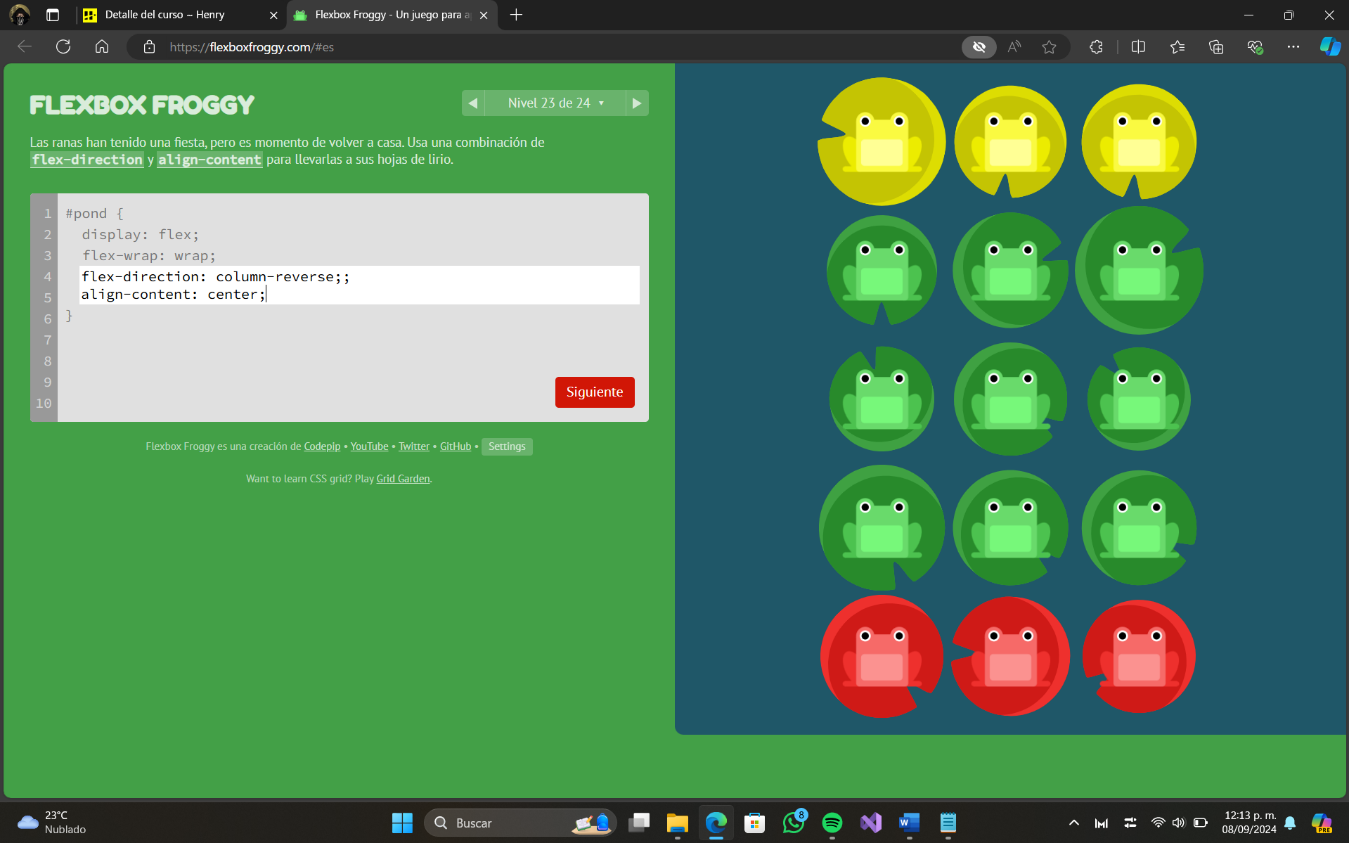 Detalle del curso – Henry
Flexbox Froggy - Un juego para a
https://flexboxfroggy.com/#es
FLEXBOX FROGGY
Nivel 23 de 24 ▾
Las ranas han tenido una fiesta, pero es momento de volver a casa. Usa una combinación de
flex-direction y align-content para llevarlas a sus hojas de lirio.
1 #pond {
2 display: flex;
3 flex-wrap: wrap;
4 flex-direction: column-reverse;;
5 align-content: center;
6 }
7
8
9
10
Siguiente
Flexbox Froggy es una creación de Codepip • YouTube • Twitter • GitHub • Settings
Want to learn CSS grid? Play Grid Garden.
23°C
Nublado
Buscar
8
12:13 p. m.
08/09/2024
PRE